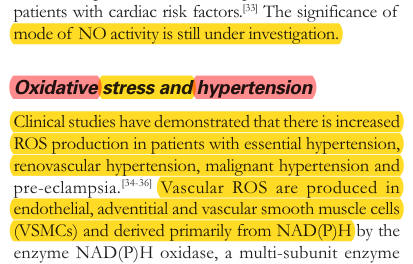 patients with cardiac risk factors.[33] The significance of
mode of NO activity is still under investigation.
Oxidative stress and hypertension
Clinical studies have demonstrated that there is increased
ROS production in patients with essential hypertension,
renovascular hypertension, malignant hypertension and
pre-eclampsia.[34-36] Vascular ROS are produced in
endothelial, adventitial and vascular smooth muscle cells
(VSMCs) and derived primarily from NAD(P)H by the
enzyme NAD(P)H oxidase, a multi-subunit enzyme